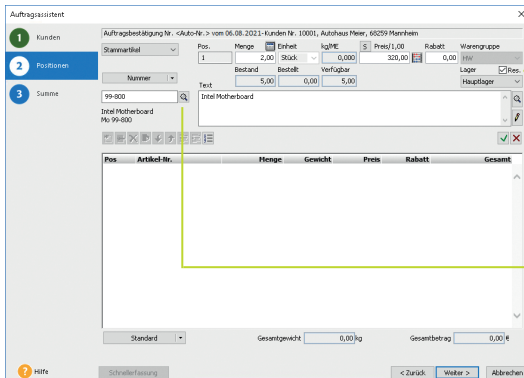 Auftragsassistent
Auftragsbestätigung Nr. <Auto-Nr.> vom 06.08.2021-Kunden Nr. 10001, Autohaus Meier, 68259 Mannheim
1 Kunden
2 Positionen
3 Summe
Stammartikel Pos. Menge Einheit kg/ME S Preis/1,00 Rabatt Warengruppe
1 2,00 Stück 0,000 320,00 0,00 HW
Bestand Bestellt Verfügbar Lager Res.
Nummer 5,00 0,00 5,00 Hauptlager
Text
99-800 Intel Motherboard
Intel Motherboard
Mo 99-800
Pos Artikel-Nr. Menge Gewicht Preis Rabatt Gesamt
Standard Gesamtgewicht 0,00 kg Gesamtbetrag 0,00 €
? Hilfe Schnellerfassung < Zurück Weiter > Abbrechen